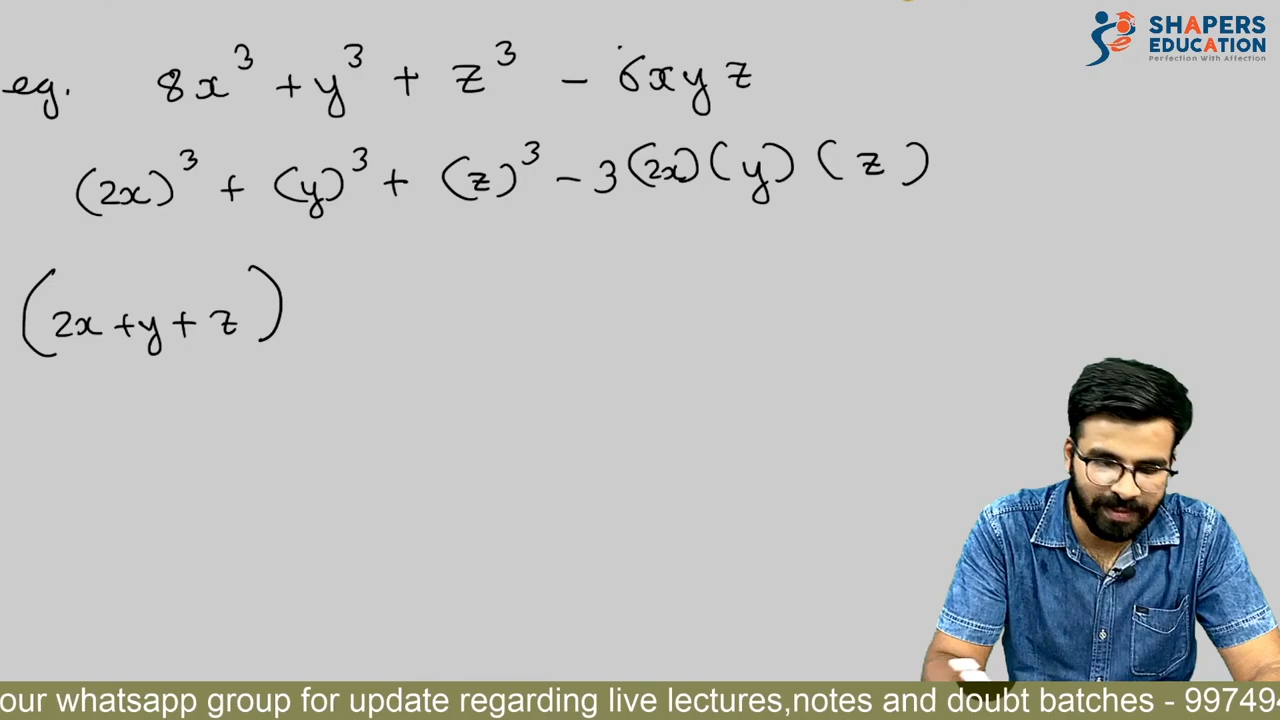 SHAPERS
EDUCATION
Perfection With Affection
eg. 8x³ + y³ + z³ - 6xyz
(2x)³ + (y)³ + (z)³ - 3(2x)(y)(z)
(2x + y + z)
our whatsapp group for update regarding live lectures,notes and doubt batches - 99749